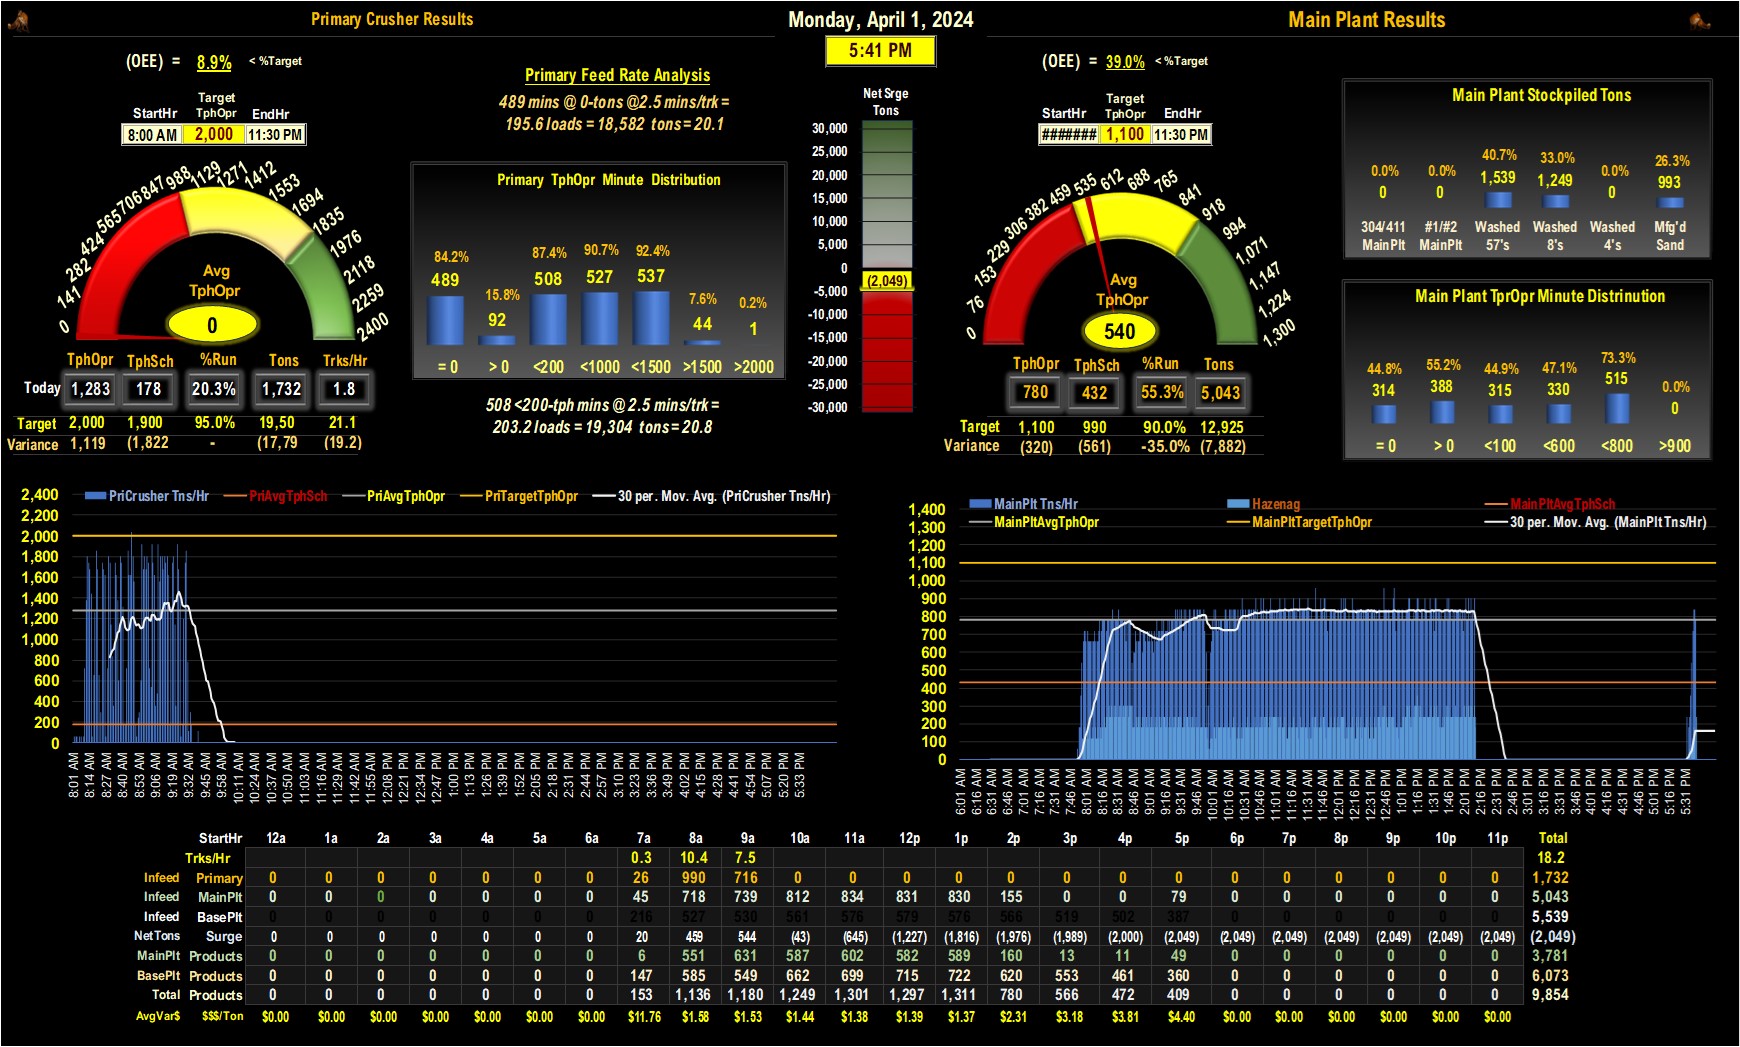 Primary Crusher Results
Monday, April 1, 2024
Main Plant Results
5:41 PM
(OEE) = 8.9% < %Target
StartHr Target TphOpr EndHr
8:00 AM 2,000 11:30 PM
0 141 282 424 565 706 847 988 1129 1271 1412 1553 1694 1835 1976 2118 2259 2400
Avg
TphOpr
0
TphOpr TphSch %Run Tons Trks/Hr
Today 1,283 178 20.3% 1,732 1.8
Target 2,000 1,900 95.0% 19,50 21.1
Variance 1,119 (1,822 - (17,79 (19.2)
Primary Feed Rate Analysis
489 mins @ 0-tons @2.5 mins/trk =
195.6 loads = 18,582 tons = 20.1
Primary TphOpr Minute Distribution
84.2% 15.8% 87.4% 90.7% 92.4% 7.6% 0.2%
489 92 508 527 537 44 1
= 0 > 0 <200 <1000 <1500 >1500 >2000
508 <200-tph mins @ 2.5 mins/trk =
203.2 loads = 19,304 tons = 20.8
Net Srge
Tons
30,000
25,000
20,000
15,000
10,000
5,000
0
(2,049)
-5,000
-10,000
-15,000
-20,000
-25,000
-30,000
(OEE) = 39.0% < %Target
StartHr Target TphOpr EndHr
####### 1,100 11:30 PM
0 76 153 229 306 382 459 535 612 688 765 841 918 994 1,071 1,147 1,224 1,300
Avg
TphOpr
540
TphOpr TphSch %Run Tons
780 432 55.3% 5,043
Target 1,100 990 90.0% 12,925
Variance (320) (561) -35.0% (7,882)
Main Plant Stockpiled Tons
0.0% 0.0% 40.7% 33.0% 0.0% 26.3%
0 0 1,539 1,249 0 993
304/411 #1/#2 Washed Washed Washed Mfg'd
MainPlt MainPlt 57's 8's 4's Sand
Main Plant TprOpr Minute Distrinution
44.8% 55.2% 44.9% 47.1% 73.3% 0.0%
314 388 315 330 515 0
= 0 > 0 <100 <600 <800 >900
PriCrusher Tns/Hr PriAvgTphSch PriAvgTphOpr PriTargetTphOpr 30 per. Mov. Avg. (PriCrusher Tns/Hr)
2,400
2,200
2,000
1,800
1,600
1,400
1,200
1,000
800
600
400
200
0
8:01 AM 8:14 AM 8:27 AM 8:40 AM 8:53 AM 9:06 AM 9:19 AM 9:32 AM 9:45 AM 9:58 AM 10:11 AM 10:24 AM 10:37 AM 10:50 AM 11:03 AM 11:16 AM 11:29 AM 11:42 AM 11:55 AM 12:08 PM 12:21 PM 12:34 PM 12:47 PM 1:00 PM 1:13 PM 1:26 PM 1:39 PM 1:52 PM 2:05 PM 2:18 PM 2:31 PM 2:44 PM 2:57 PM 3:10 PM 3:23 PM 3:36 PM 3:49 PM 4:02 PM 4:15 PM 4:28 PM 4:41 PM 4:54 PM 5:07 PM 5:20 PM 5:33 PM
MainPlt Tns/Hr Hazenag MainPltAvgTphSch
MainPltAvgTphOpr MainPltTargetTphOpr 30 per. Mov. Avg. (MainPlt Tns/Hr)
1,400
1,300
1,200
1,100
1,000
900
800
700
600
500
400
300
200
100
0
6:01 AM 6:16 AM 6:31 AM 6:46 AM 7:01 AM 7:16 AM 7:31 AM 7:46 AM 8:01 AM 8:16 AM 8:31 AM 8:46 AM 9:01 AM 9:16 AM 9:31 AM 9:46 AM 10:01 AM 10:16 AM 10:31 AM 10:46 AM 11:01 AM 11:16 AM 11:31 AM 11:46 AM 12:01 PM 12:16 PM 12:31 PM 12:46 PM 1:01 PM 1:16 PM 1:31 PM 1:46 PM 2:01 PM 2:16 PM 2:31 PM 2:46 PM 3:01 PM 3:16 PM 3:31 PM 3:46 PM 4:01 PM 4:16 PM 4:31 PM 4:46 PM 5:01 PM 5:16 PM 5:31 PM
StartHr 12a 1a 2a 3a 4a 5a 6a 7a 8a 9a 10a 11a 12p 1p 2p 3p 4p 5p 6p 7p 8p 9p 10p 11p Total
Trks/Hr 0.3 10.4 7.5 18.2
Infeed Primary 0 0 0 0 0 0 0 26 990 716 0 0 0 0 0 0 0 0 0 0 0 0 0 0 1,732
Infeed MainPlt 0 0 0 0 0 0 0 45 718 739 812 834 831 830 155 0 0 79 0 0 0 0 0 0 5,043
Infeed BasePlt 216 527 530 561 576 579 576 566 519 502 387 5,539
NetTons Surge 0 0 0 0 0 0 0 20 459 544 (43) (645) (1,227) (1,816) (1,976) (1,989) (2,000) (2,049) (2,049) (2,049) (2,049) (2,049) (2,049) (2,049) (2,049)
MainPlt Products 0 0 0 0 0 0 0 6 551 631 587 602 582 589 160 13 11 49 0 0 0 0 0 0 3,781
BasePlt Products 0 0 0 0 0 0 0 147 585 549 662 699 715 722 620 553 461 360 0 0 0 0 0 0 6,073
Total Products 0 0 0 0 0 0 0 153 1,136 1,180 1,249 1,301 1,297 1,311 780 566 472 409 0 0 0 0 0 0 9,854
AvgVar$ $$$/Ton $0.00 $0.00 $0.00 $0.00 $0.00 $0.00 $0.00 $11.76 $1.58 $1.53 $1.44 $1.38 $1.39 $1.37 $2.31 $3.18 $3.81 $4.40 $0.00 $0.00 $0.00 $0.00 $0.00 $0.00